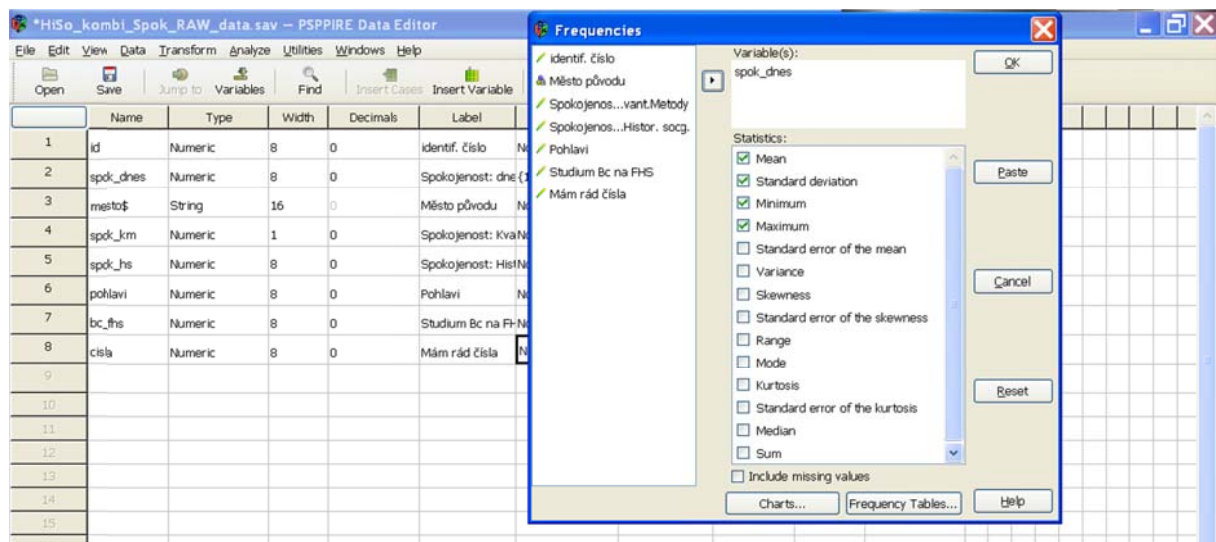 *HiSo_kombi_Spok_RAW_data.sav — PSPPIRE Data Editor
File Edit View Data Transform Analyze Utilities Windows Help
Open Save Jump to Variables Find Insert Cases Insert Variable
Name Type Width Decimals Label
1 id Numeric 8 0 identif. číslo
2 spok_dnes Numeric 8 0 Spokojenost: dne {1
3 mesto$ String 16 0 Město původu
4 spok_km Numeric 1 0 Spokojenost: Kva
5 spok_hs Numeric 8 0 Spokojenost: Hist
6 pohlavi Numeric 8 0 Pohlavi
7 bc_fhs Numeric 8 0 Studium Bc na FH
8 cisla Numeric 8 0 Mám rád čísla
9
10
11
12
13
14
15
Frequencies
identif. číslo
Město původu
Spokojenos...vant.Metody
Spokojenos...Histor. socg.
Pohlavi
Studium Bc na FHS
Mám rád čísla
Variable(s):
spok_dnes
Statistics:
Mean
Standard deviation
Minimum
Maximum
Standard error of the mean
Variance
Skewness
Standard error of the skewness
Range
Mode
Kurtosis
Standard error of the kurtosis
Median
Sum
Include missing values
Charts...
Frequency Tables...
OK
Paste
Cancel
Reset
Help